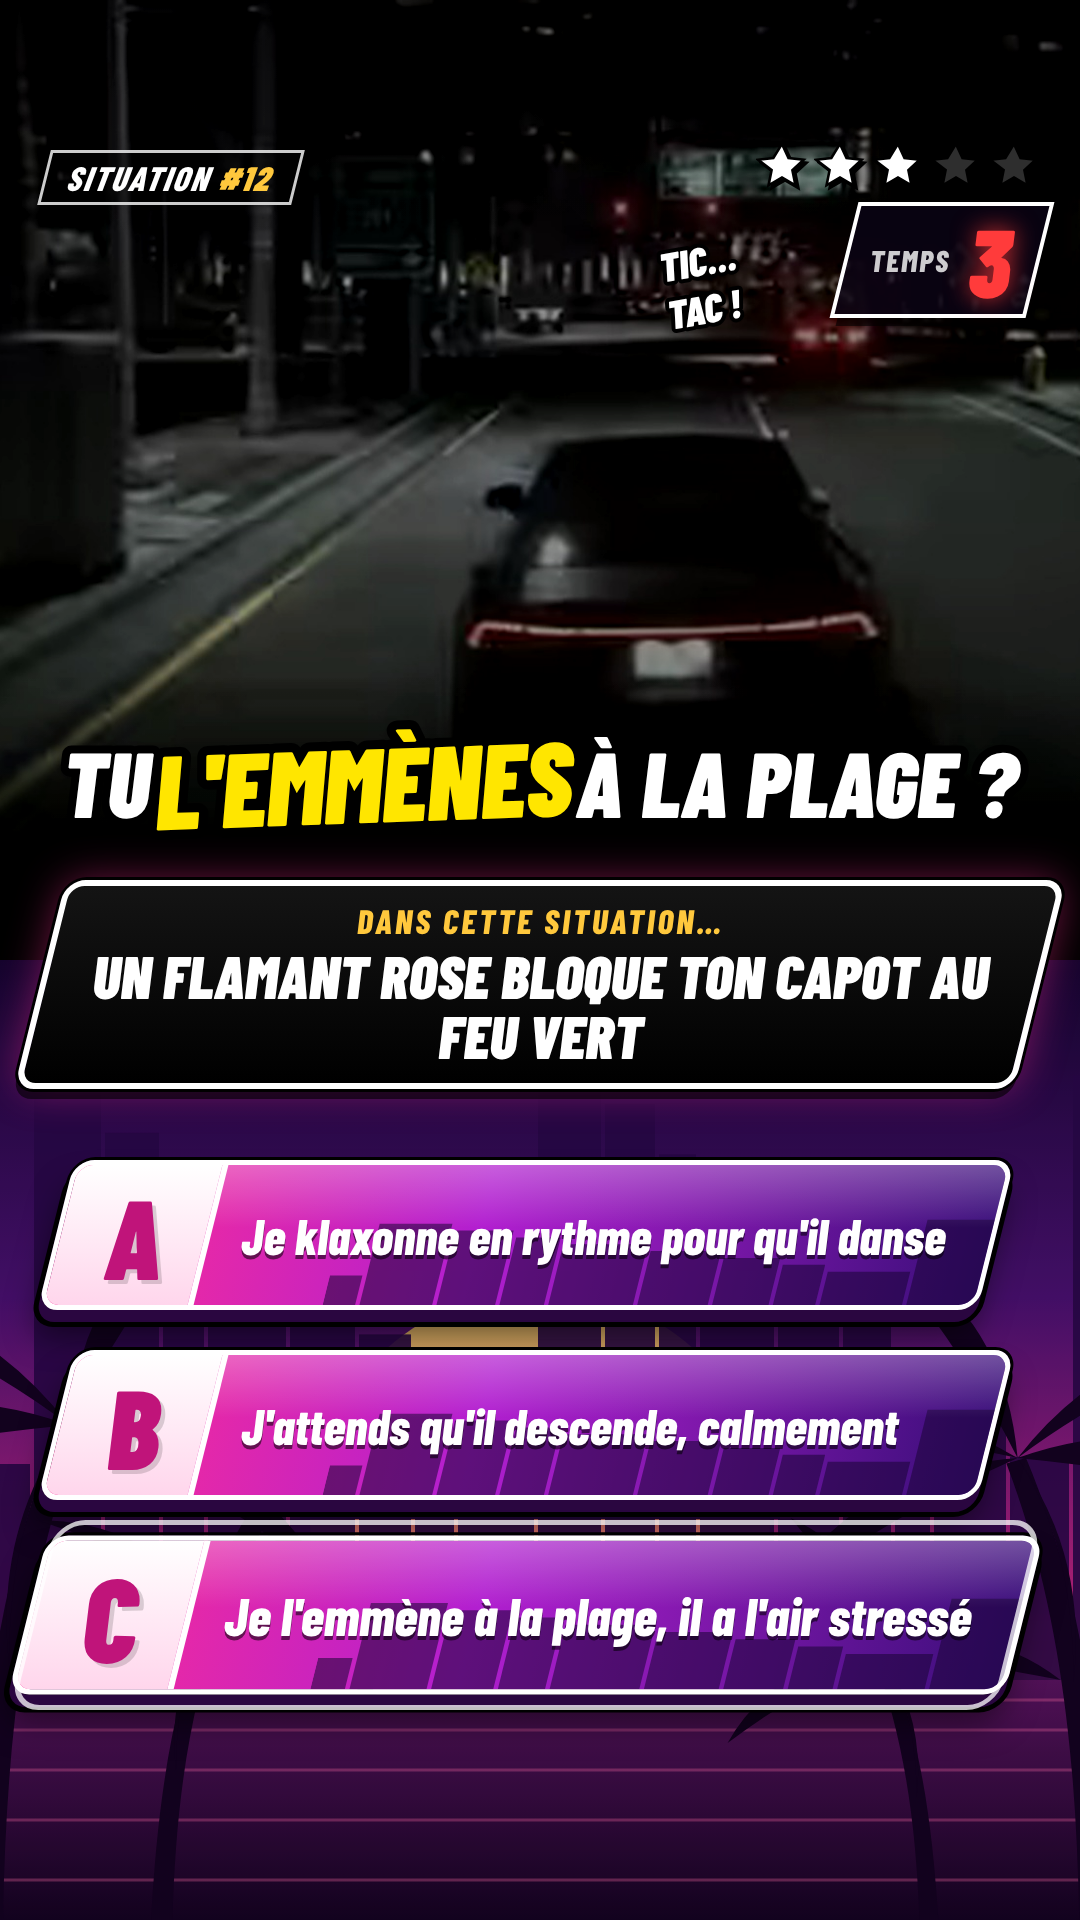 SITUATION #12
TEMPS 3
TIC...
TAC !
TU L'EMMÈNES À LA PLAGE ?
DANS CETTE SITUATION...
UN FLAMANT ROSE BLOQUE TON CAPOT AU
FEU VERT
A Je klaxonne en rythme pour qu'il danse
B J'attends qu'il descende, calmement
C Je l'emmène à la plage, il a l'air stressé